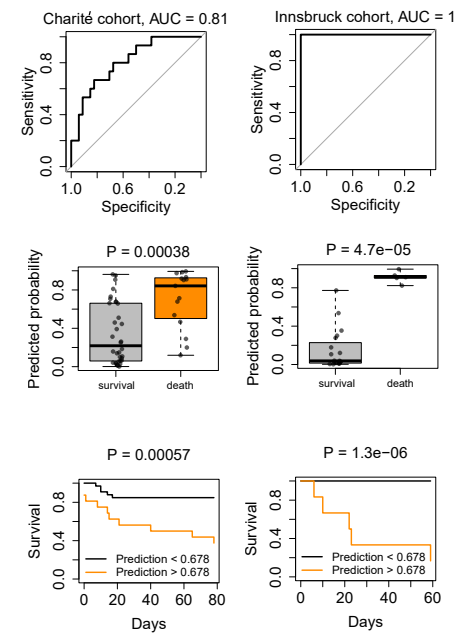 Charité cohort, AUC = 0.81
Innsbruck cohort, AUC = 1
Sensitivity
0.0 0.4 0.8
1.0 0.6 0.2
Specificity
Sensitivity
0.0 0.4 0.8
1.0 0.6 0.2
Specificity
P = 0.00038
Predicted probability
0.0 0.4 0.8
survival death
P = 4.7e−05
Predicted probability
0.0 0.4 0.8
survival death
P = 0.00057
Survival
0.0 0.4 0.8
Prediction < 0.678
Prediction > 0.678
0 20 40 60 80
Days
P = 1.3e−06
Survival
0.0 0.4 0.8
Prediction < 0.678
Prediction > 0.678
0 20 40 60
Days